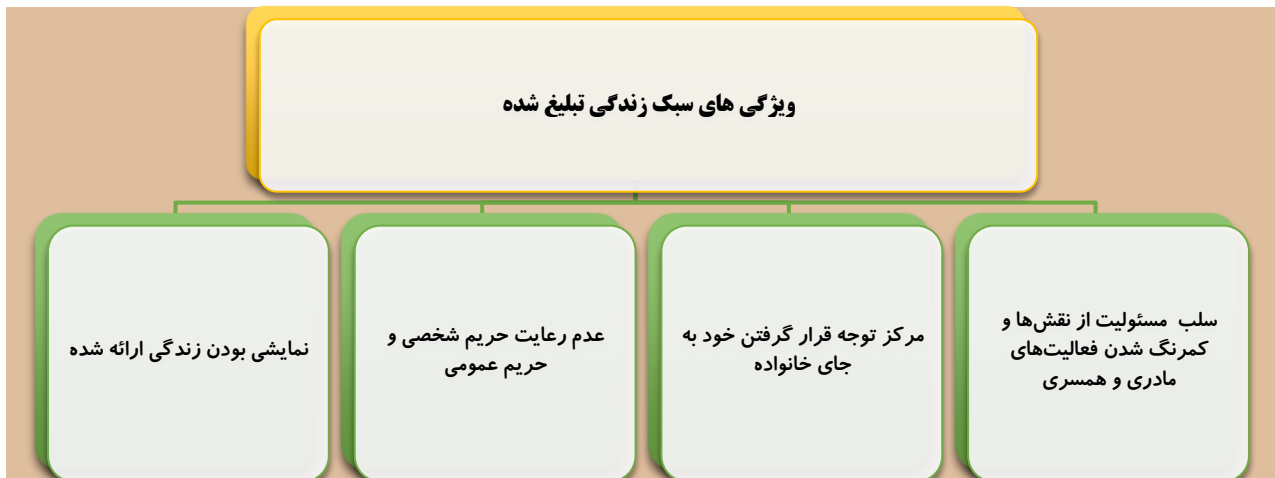 ویژگی های سبک زندگی تبلیغ شده
سلب  مسئولیت از نقش‌ها و
کمرنگ شدن فعالیت‌های
مادری و همسری
مرکز توجه قرار گرفتن خود به
جای خانواده
عدم رعایت حریم شخصی و
حریم عمومی
نمایشی بودن زندگی ارائه شده